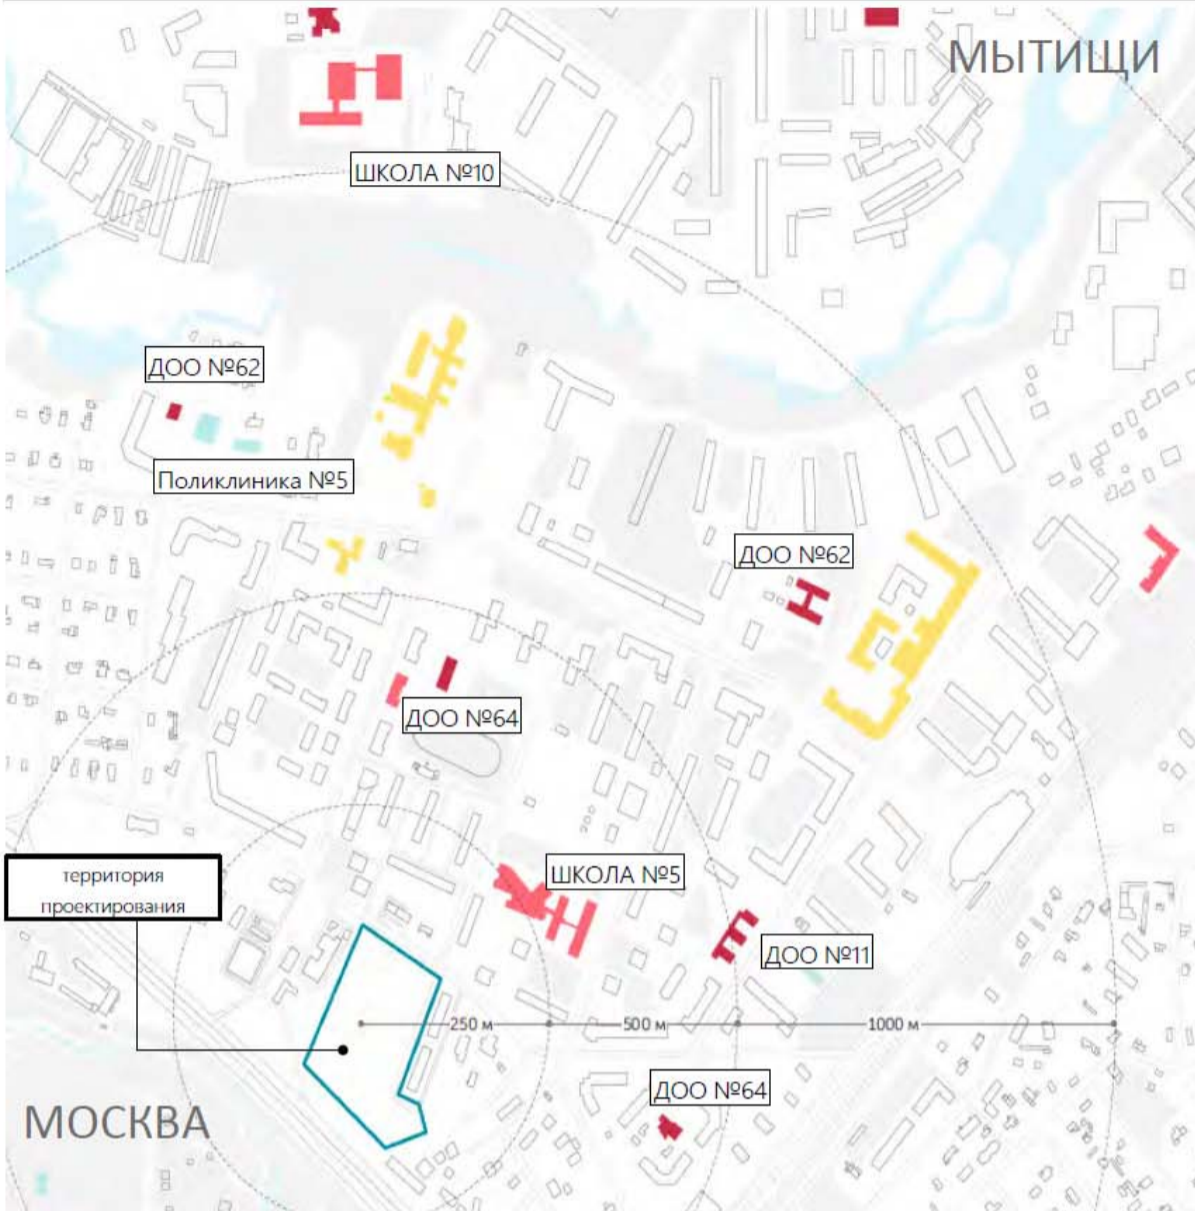 МЫТИЩИ
ШКОЛА №10
ДОО №62
Поликлиника №5
ДОО №62
ДОО №64
ШКОЛА №5
территория
проектирования
ДОО №11
250 м
500 м
1000 м
ДОО №64
МОСКВА